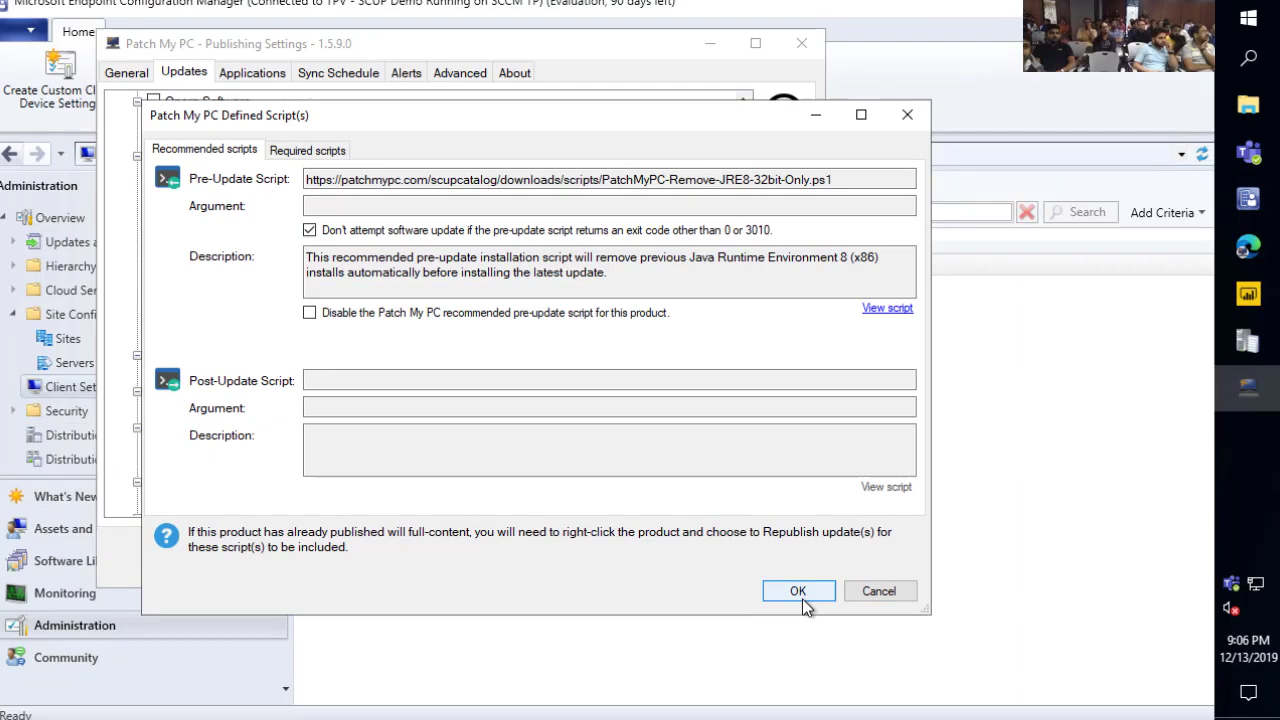 Microsoft Endpoint Configuration Manager (Connected to TPV - SCUP Demo Running on SCCM TP) (Evaluation, 90 days left)
Home
Create Custom Cl
Device Setting
Patch My PC - Publishing Settings - 1.5.9.0
General Updates Applications Sync Schedule Alerts Advanced About
Patch My PC Defined Script(s)
Recommended scripts Required scripts
Pre-Update Script: https://patchmypc.com/scupcatalog/downloads/scripts/PatchMyPC-Remove-JRE8-32bit-Only.ps1
Argument:
Don't attempt software update if the pre-update script returns an exit code other than 0 or 3010.
Description: This recommended pre-update installation script will remove previous Java Runtime Environment 8 (x86)
installs automatically before installing the latest update.
View script
Disable the Patch My PC recommended pre-update script for this product.
Post-Update Script:
Argument:
Description:
View script
If this product has already published will full-content, you will need to right-click the product and choose to Republish update(s) for
these script(s) to be included.
OK Cancel
Administration
Overview
Updates a
Hierarchy
Cloud Ser
Site Confi
Sites
Servers
Client Set
Security
Distributi
Distributi
What's New
Assets and
Software Li
Monitoring
Administration
Community
Ready
Search Add Criteria
9:06 PM
12/13/2019